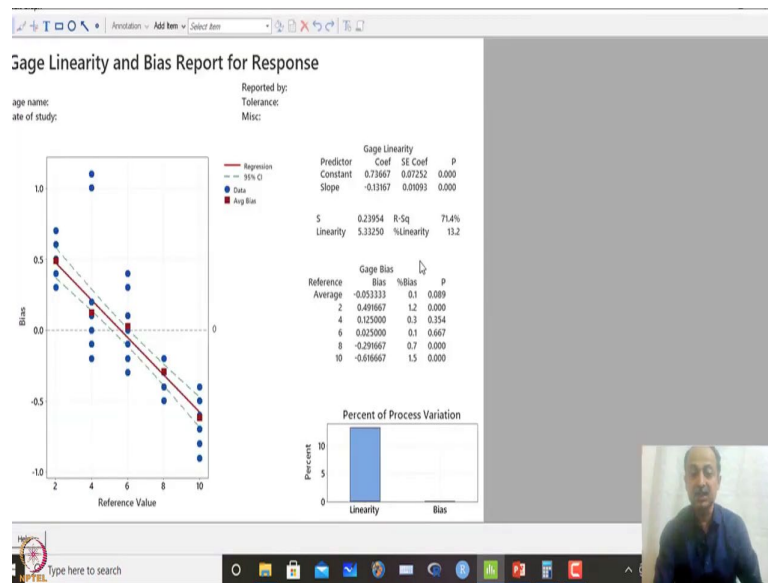 T Annotation Add Item Select Item
Gage Linearity and Bias Report for Response
age name:
ate of study:
Reported by:
Tolerance:
Misc:
Regression
95% CI
Data
Avg Bias
1.0
0.5
0.0
-0.5
-1.0
Bias
0
2 4 6 8 10
Reference Value
Gage Linearity
Predictor Coef SE Coef P
Constant 0.73667 0.07252 0.000
Slope -0.13167 0.01093 0.000
S 0.23954 R-Sq 71.4%
Linearity 5.33250 %Linearity 13.2
Gage Bias
Reference Bias %Bias P
Average -0.053333 0.1 0.089
2 0.491667 1.2 0.000
4 0.125000 0.3 0.354
6 0.025000 0.1 0.667
8 -0.291667 0.7 0.000
10 -0.616667 1.5 0.000
Percent of Process Variation
10
5
0
Percent
Linearity Bias
Type here to search
NPTEL